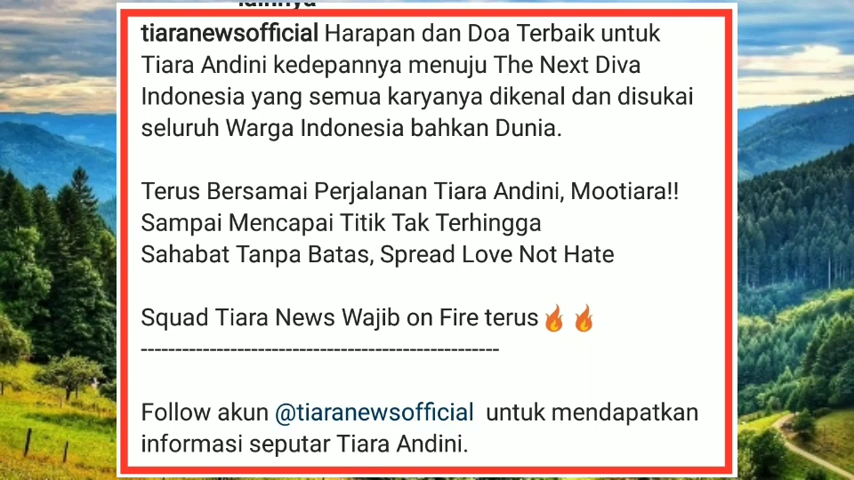 lainnya
tiaranewsofficial Harapan dan Doa Terbaik untuk
Tiara Andini kedepannya menuju The Next Diva
Indonesia yang semua karyanya dikenal dan disukai
seluruh Warga Indonesia bahkan Dunia.
Terus Bersamai Perjalanan Tiara Andini, Mootiara!!
Sampai Mencapai Titik Tak Terhingga
Sahabat Tanpa Batas, Spread Love Not Hate
Squad Tiara News Wajib on Fire terus🔥🔥
-----------------------------------------------------
Follow akun @tiaranewsofficial untuk mendapatkan
informasi seputar Tiara Andini.